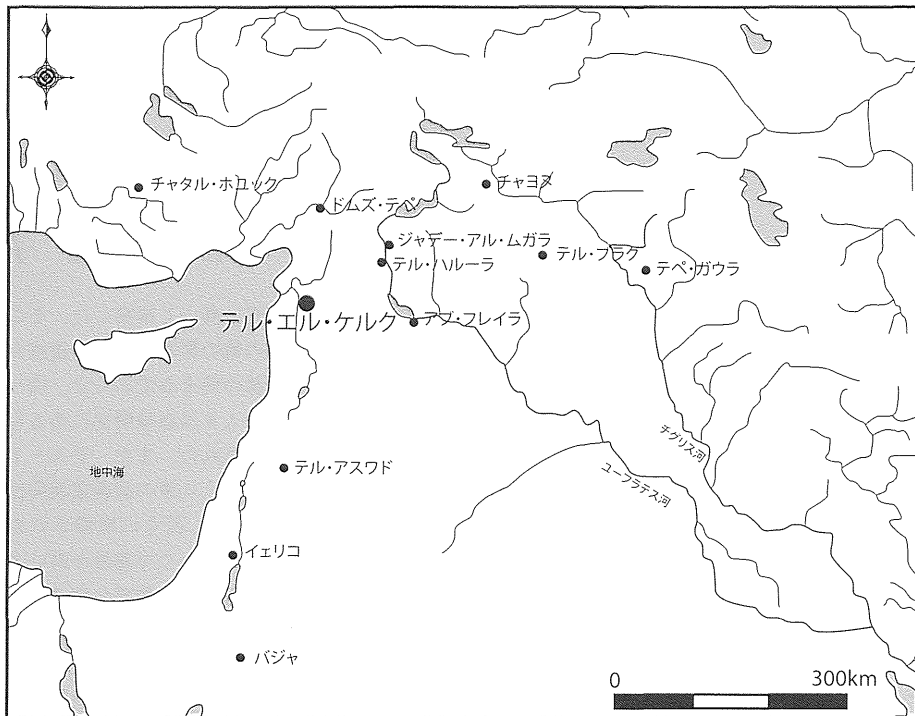 チャタル・ホユック
チャヨヌ
ドムズ・テペ
ジャデー・アル・ムガラ
テル・ブラク
テル・ハルーラ
テペ・ガウラ
テル・エル・ケルク
アブ・フレイラ
チグリス河
地中海
テル・アスワド
ユーフラテス河
イェリコ
バジャ
0
300km